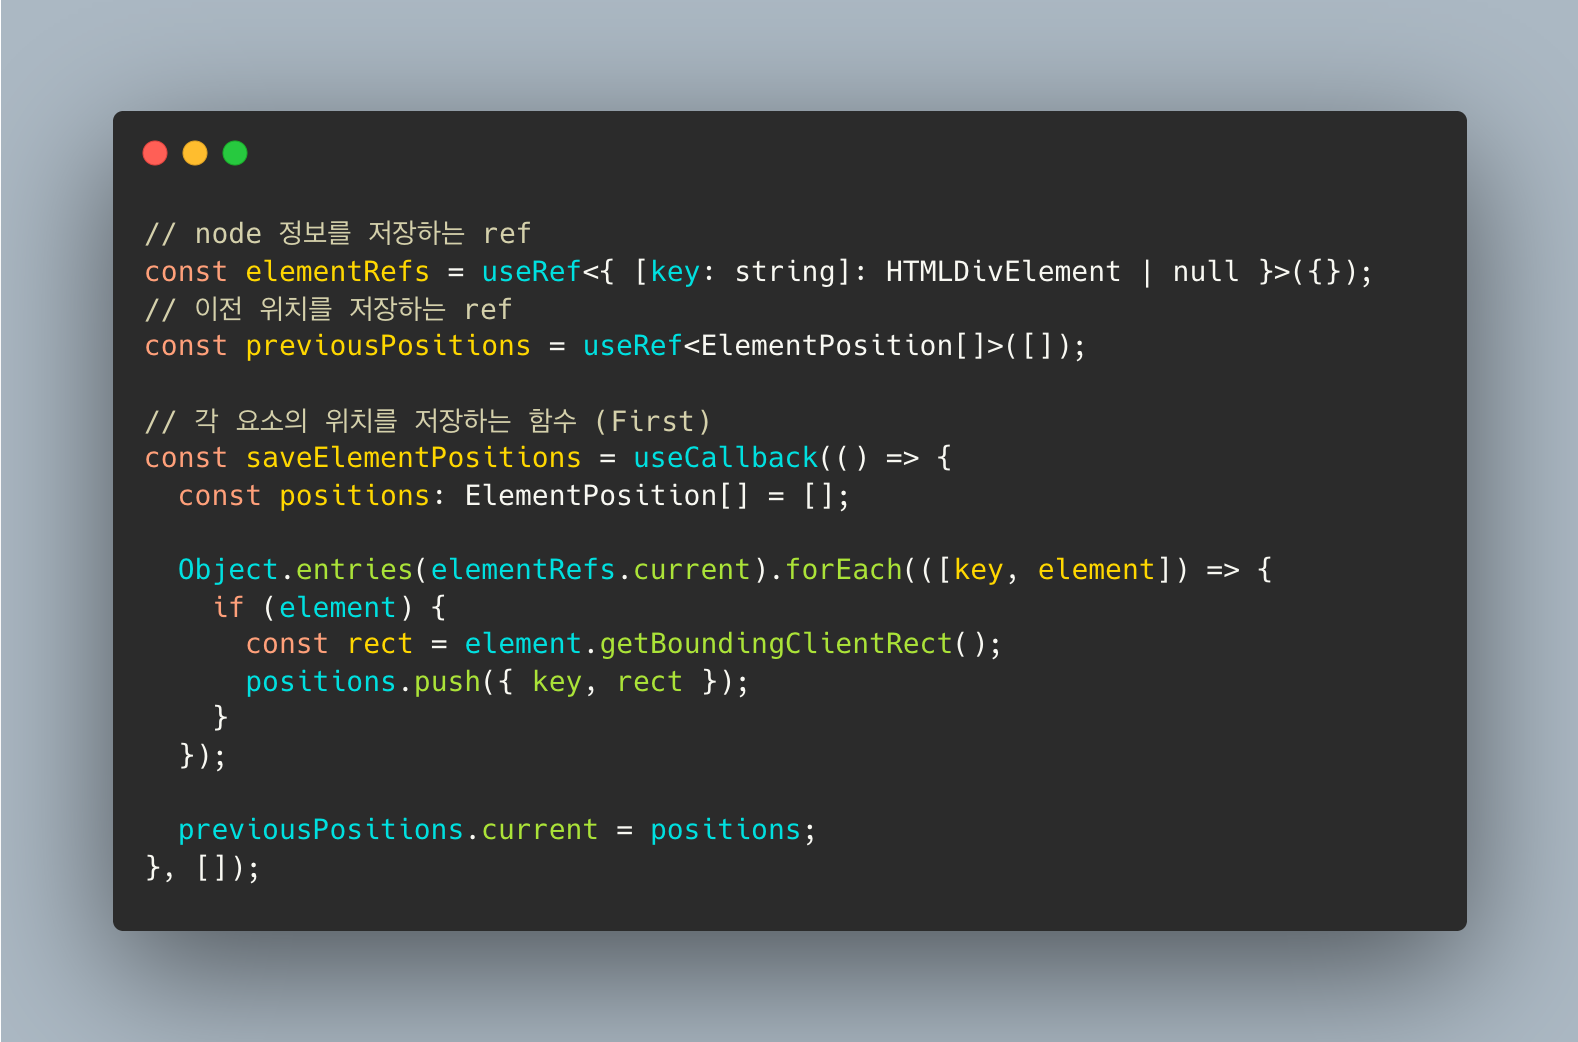 // node 정보를 저장하는 ref
const elementRefs = useRef<{ [key: string]: HTMLDivElement | null }>({});
// 이전 위치를 저장하는 ref
const previousPositions = useRef<ElementPosition[]>([]);

// 각 요소의 위치를 저장하는 함수 (First)
const saveElementPositions = useCallback(() => {
  const positions: ElementPosition[] = [];

  Object.entries(elementRefs.current).forEach(([key, element]) => {
    if (element) {
      const rect = element.getBoundingClientRect();
      positions.push({ key, rect });
    }
  });

  previousPositions.current = positions;
}, []);